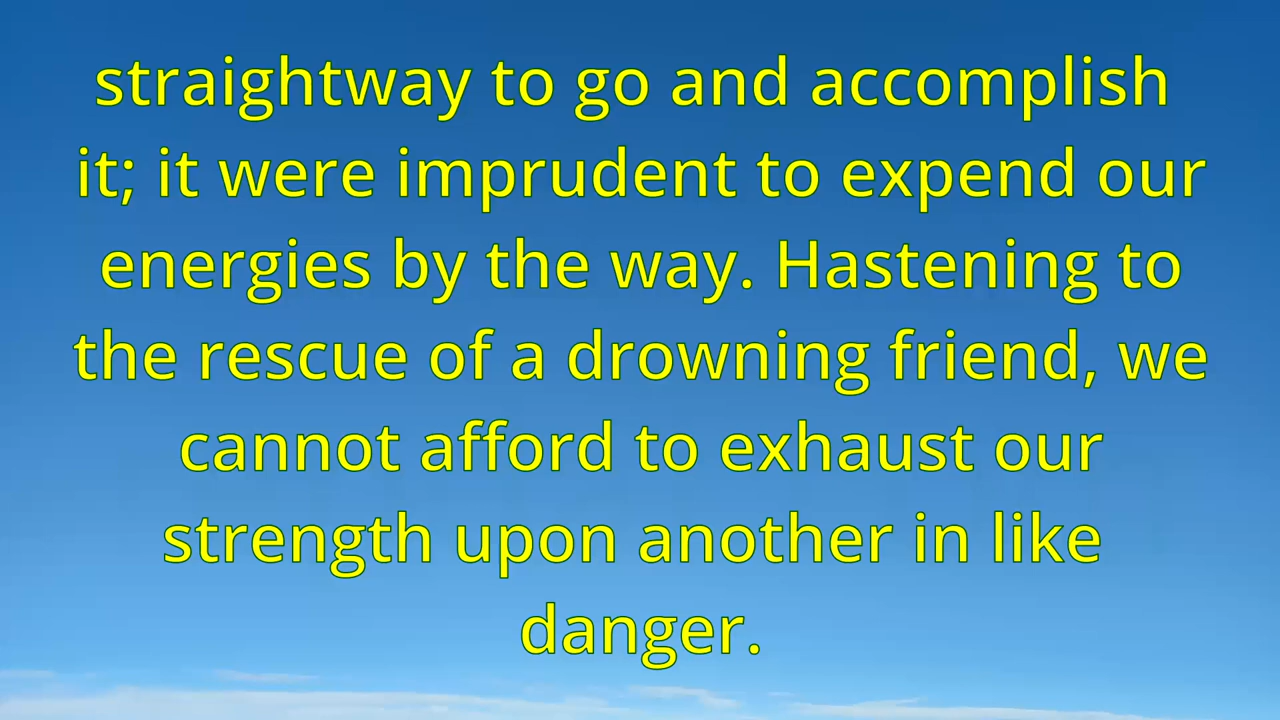 straightway to go and accomplish
it; it were imprudent to expend our
energies by the way. Hastening to
the rescue of a drowning friend, we
cannot afford to exhaust our
strength upon another in like
danger.